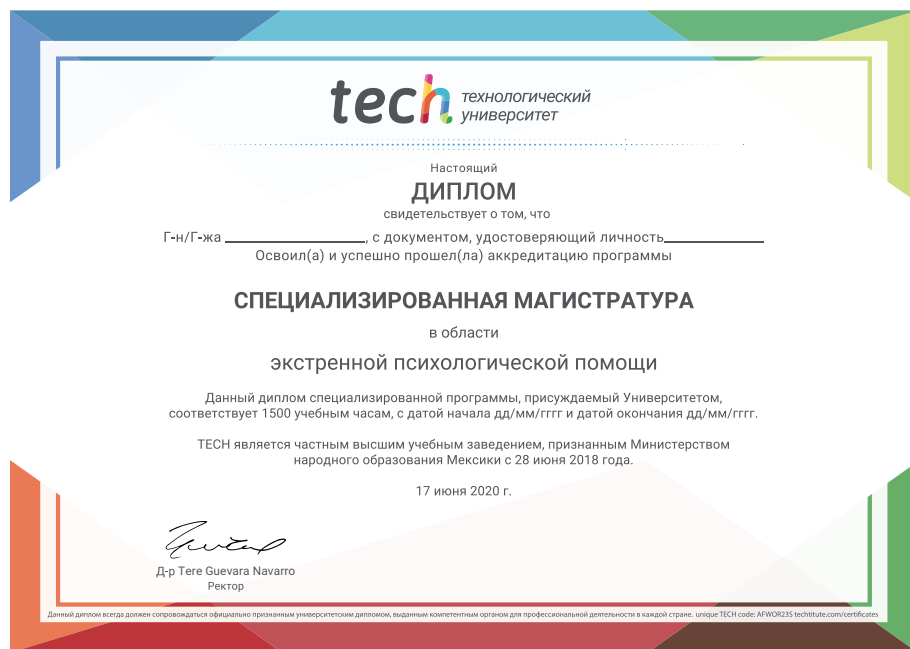 tech технологический
университет
Настоящий
ДИПЛОМ
свидетельствует о том, что
Г-н/Г-жа ____________, с документом, удостоверяющий личность____________
Освоил(а) и успешно прошел(ла) аккредитацию программы
СПЕЦИАЛИЗИРОВАННАЯ МАГИСТРАТУРА
в области
экстренной психологической помощи
Данный диплом специализированной программы, присуждаемый Университетом,
соответствует 1500 учебным часам, с датой начала дд/мм/гггг и датой окончания дд/мм/гггг.
TECH является частным высшим учебным заведением, признанным Министерством
народного образования Мексики с 28 июня 2018 года.
17 июня 2020 г.
Д-р Tere Guevara Navarro
Ректор
Данный диплом всегда должен сопровождаться официально признанным университетским дипломом, выданным компетентным органом для профессиональной деятельности в каждой стране. unique TECH code: AFWOR23S techtitute.com/certificates